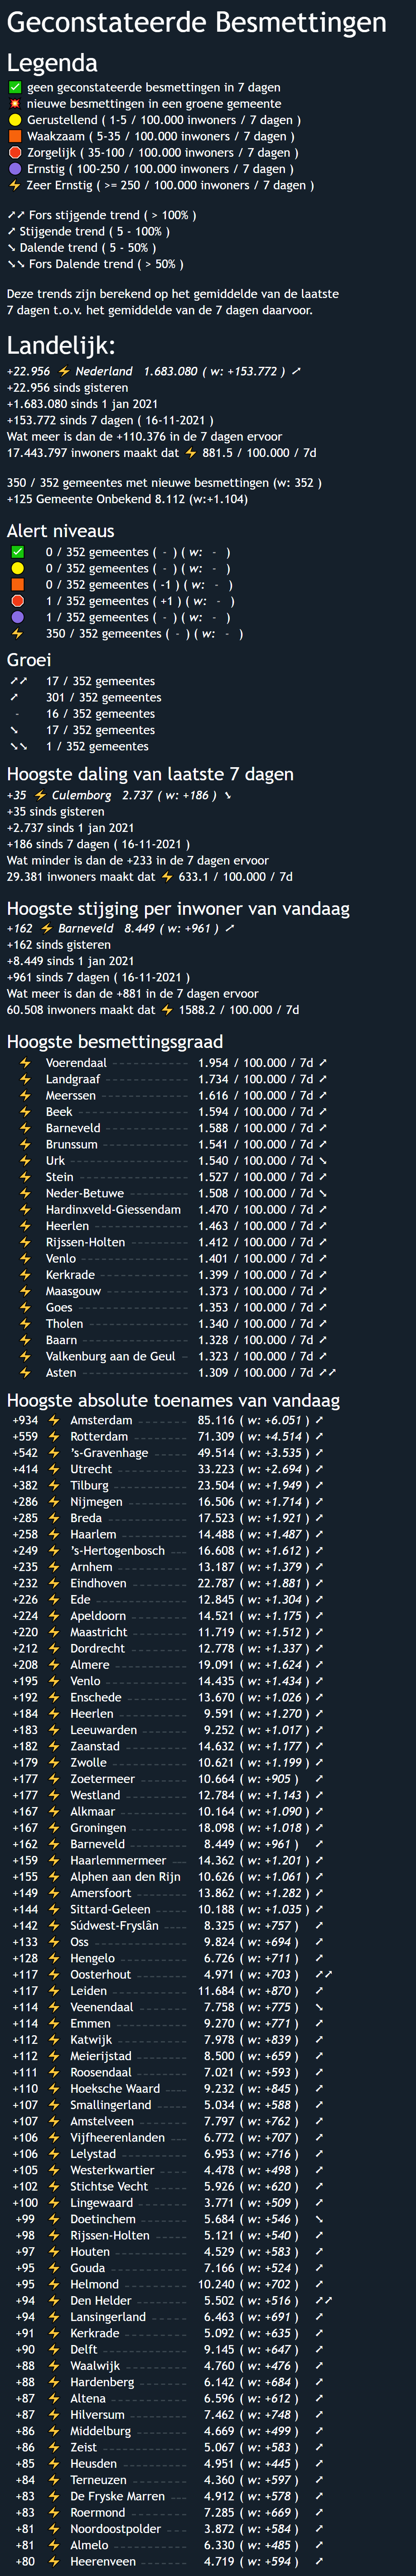 Geconstateerde Besmettingen
Legenda
✅ geen geconstateerde besmettingen in 7 dagen
💥 nieuwe besmettingen in een groene gemeente
🟡 Gerustellend ( 1-5 / 100.000 inwoners / 7 dagen )
🟧 Waakzaam ( 5-35 / 100.000 inwoners / 7 dagen )
🛑 Zorgelijk ( 35-100 / 100.000 inwoners / 7 dagen )
🟣 Ernstig ( 100-250 / 100.000 inwoners / 7 dagen )
⚡ Zeer Ernstig ( >= 250 / 100.000 inwoners / 7 dagen )
➚➚ Fors stijgende trend ( > 100% )
➚ Stijgende trend ( 5 - 100% )
➘ Dalende trend ( 5 - 50% )
➘➘ Fors Dalende trend ( > 50% )
Deze trends zijn berekend op het gemiddelde van de laatste
7 dagen t.o.v. het gemiddelde van de 7 dagen daarvoor.
Landelijk:
+22.956 ⚡ Nederland 1.683.080 ( w: +153.772 ) ➚
+22.956 sinds gisteren
+1.683.080 sinds 1 jan 2021
+153.772 sinds 7 dagen ( 16-11-2021 )
Wat meer is dan de +110.376 in de 7 dagen ervoor
17.443.797 inwoners maakt dat ⚡ 881.5 / 100.000 / 7d
350 / 352 gemeentes met nieuwe besmettingen (w: 352 )
+125 Gemeente Onbekend 8.112 (w:+1.104)
Alert niveaus
✅ 0 / 352 gemeentes ( - ) ( w: - )
🟡 0 / 352 gemeentes ( - ) ( w: - )
🟧 0 / 352 gemeentes ( -1 ) ( w: - )
🛑 1 / 352 gemeentes ( +1 ) ( w: - )
🟣 1 / 352 gemeentes ( - ) ( w: - )
⚡ 350 / 352 gemeentes ( - ) ( w: - )
Groei
➚➚ 17 / 352 gemeentes
➚ 301 / 352 gemeentes
- 16 / 352 gemeentes
➘ 17 / 352 gemeentes
➘➘ 1 / 352 gemeentes
Hoogste daling van laatste 7 dagen
+35 ⚡ Culemborg 2.737 ( w: +186 ) ➘
+35 sinds gisteren
+2.737 sinds 1 jan 2021
+186 sinds 7 dagen ( 16-11-2021 )
Wat minder is dan de +233 in de 7 dagen ervoor
29.381 inwoners maakt dat ⚡ 633.1 / 100.000 / 7d
Hoogste stijging per inwoner van vandaag
+162 ⚡ Barneveld 8.449 ( w: +961 ) ➚
+162 sinds gisteren
+8.449 sinds 1 jan 2021
+961 sinds 7 dagen ( 16-11-2021 )
Wat meer is dan de +881 in de 7 dagen ervoor
60.508 inwoners maakt dat ⚡ 1588.2 / 100.000 / 7d
Hoogste besmettingsgraad
⚡ Voerendaal 1.954 / 100.000 / 7d ➚
⚡ Landgraaf 1.734 / 100.000 / 7d ➚
⚡ Meerssen 1.616 / 100.000 / 7d ➚
⚡ Beek 1.594 / 100.000 / 7d ➚
⚡ Barneveld 1.588 / 100.000 / 7d ➚
⚡ Brunssum 1.541 / 100.000 / 7d ➚
⚡ Urk 1.540 / 100.000 / 7d ➘
⚡ Stein 1.527 / 100.000 / 7d ➚
⚡ Neder-Betuwe 1.508 / 100.000 / 7d ➘
⚡ Hardinxveld-Giessendam 1.470 / 100.000 / 7d ➚
⚡ Heerlen 1.463 / 100.000 / 7d ➚
⚡ Rijssen-Holten 1.412 / 100.000 / 7d ➚
⚡ Venlo 1.401 / 100.000 / 7d ➚
⚡ Kerkrade 1.399 / 100.000 / 7d ➚
⚡ Maasgouw 1.373 / 100.000 / 7d ➚
⚡ Goes 1.353 / 100.000 / 7d ➚
⚡ Tholen 1.340 / 100.000 / 7d ➚
⚡ Baarn 1.328 / 100.000 / 7d ➚
⚡ Valkenburg aan de Geul 1.323 / 100.000 / 7d ➚
⚡ Asten 1.309 / 100.000 / 7d ➚➚
Hoogste absolute toenames van vandaag
+934 ⚡ Amsterdam 85.116 ( w: +6.051 ) ➚
+559 ⚡ Rotterdam 71.309 ( w: +4.514 ) ➚
+542 ⚡ 's-Gravenhage 49.514 ( w: +3.535 ) ➚
+414 ⚡ Utrecht 33.223 ( w: +2.694 ) ➚
+382 ⚡ Tilburg 23.504 ( w: +1.949 ) ➚
+286 ⚡ Nijmegen 16.506 ( w: +1.714 ) ➚
+285 ⚡ Breda 17.523 ( w: +1.921 ) ➚
+258 ⚡ Haarlem 14.488 ( w: +1.487 ) ➚
+249 ⚡ 's-Hertogenbosch 16.608 ( w: +1.612 ) ➚
+235 ⚡ Arnhem 13.187 ( w: +1.379 ) ➚
+232 ⚡ Eindhoven 22.787 ( w: +1.881 ) ➚
+226 ⚡ Ede 12.845 ( w: +1.304 ) ➚
+224 ⚡ Apeldoorn 14.521 ( w: +1.175 ) ➚
+220 ⚡ Maastricht 11.719 ( w: +1.512 ) ➚
+212 ⚡ Dordrecht 12.778 ( w: +1.337 ) ➚
+208 ⚡ Almere 19.091 ( w: +1.624 ) ➚
+195 ⚡ Venlo 14.435 ( w: +1.434 ) ➚
+192 ⚡ Enschede 13.670 ( w: +1.026 ) ➚
+184 ⚡ Heerlen 9.591 ( w: +1.270 ) ➚
+183 ⚡ Leeuwarden 9.252 ( w: +1.017 ) ➚
+182 ⚡ Zaanstad 14.632 ( w: +1.177 ) ➚
+179 ⚡ Zwolle 10.621 ( w: +1.199 ) ➚
+177 ⚡ Zoetermeer 10.664 ( w: +905 ) ➚
+177 ⚡ Westland 12.784 ( w: +1.143 ) ➚
+167 ⚡ Alkmaar 10.164 ( w: +1.090 ) ➚
+167 ⚡ Groningen 18.098 ( w: +1.018 ) ➚
+162 ⚡ Barneveld 8.449 ( w: +961 ) ➚
+159 ⚡ Haarlemmermeer 14.362 ( w: +1.201 ) ➚
+155 ⚡ Alphen aan den Rijn 10.626 ( w: +1.061 ) ➚
+149 ⚡ Amersfoort 13.862 ( w: +1.282 ) ➚
+144 ⚡ Sittard-Geleen 10.188 ( w: +1.035 ) ➚
+142 ⚡ Súdwest-Fryslân 8.325 ( w: +757 ) ➚
+133 ⚡ Oss 9.824 ( w: +694 ) ➚
+128 ⚡ Hengelo 6.726 ( w: +711 ) ➚
+117 ⚡ Oosterhout 4.971 ( w: +703 ) ➚➚
+117 ⚡ Leiden 11.684 ( w: +870 ) ➚
+114 ⚡ Veenendaal 7.758 ( w: +775 ) ➘
+114 ⚡ Emmen 9.270 ( w: +771 ) ➚
+112 ⚡ Katwijk 7.978 ( w: +839 ) ➚
+112 ⚡ Meierijstad 8.500 ( w: +659 ) ➚
+111 ⚡ Roosendaal 7.021 ( w: +593 ) ➚
+110 ⚡ Hoeksche Waard 9.232 ( w: +845 ) ➚
+107 ⚡ Smallingerland 5.034 ( w: +588 ) ➚
+107 ⚡ Amstelveen 7.797 ( w: +762 ) ➚
+106 ⚡ Vijfheerenlanden 6.772 ( w: +707 ) ➚
+106 ⚡ Lelystad 6.953 ( w: +716 ) ➚
+105 ⚡ Westerkwartier 4.478 ( w: +498 ) ➚
+102 ⚡ Stichtse Vecht 5.926 ( w: +620 ) ➚
+100 ⚡ Lingewaard 3.771 ( w: +509 ) ➚
+99 ⚡ Doetinchem 5.684 ( w: +546 ) ➘
+98 ⚡ Rijssen-Holten 5.121 ( w: +540 ) ➚
+97 ⚡ Houten 4.529 ( w: +583 ) ➚
+95 ⚡ Gouda 7.166 ( w: +524 ) ➚
+95 ⚡ Helmond 10.240 ( w: +702 ) ➚
+94 ⚡ Den Helder 5.502 ( w: +516 ) ➚➚
+94 ⚡ Lansingerland 6.463 ( w: +691 ) ➚
+91 ⚡ Kerkrade 5.092 ( w: +635 ) ➚
+90 ⚡ Delft 9.145 ( w: +647 ) ➚
+88 ⚡ Waalwijk 4.760 ( w: +476 ) ➚
+88 ⚡ Hardenberg 6.142 ( w: +684 ) ➚
+87 ⚡ Altena 6.596 ( w: +612 ) ➚
+87 ⚡ Hilversum 7.462 ( w: +748 ) ➚
+86 ⚡ Middelburg 4.669 ( w: +499 ) ➚
+86 ⚡ Zeist 5.067 ( w: +583 ) ➚
+85 ⚡ Heusden 4.951 ( w: +445 ) ➚
+84 ⚡ Terneuzen 4.360 ( w: +597 ) ➚
+83 ⚡ De Fryske Marren 4.912 ( w: +578 ) ➚
+83 ⚡ Roermond 7.285 ( w: +669 ) ➚
+81 ⚡ Noordoostpolder 3.872 ( w: +584 ) ➚
+81 ⚡ Almelo 6.330 ( w: +485 ) ➚
+80 ⚡ Heerenveen 4.719 ( w: +594 ) ➚